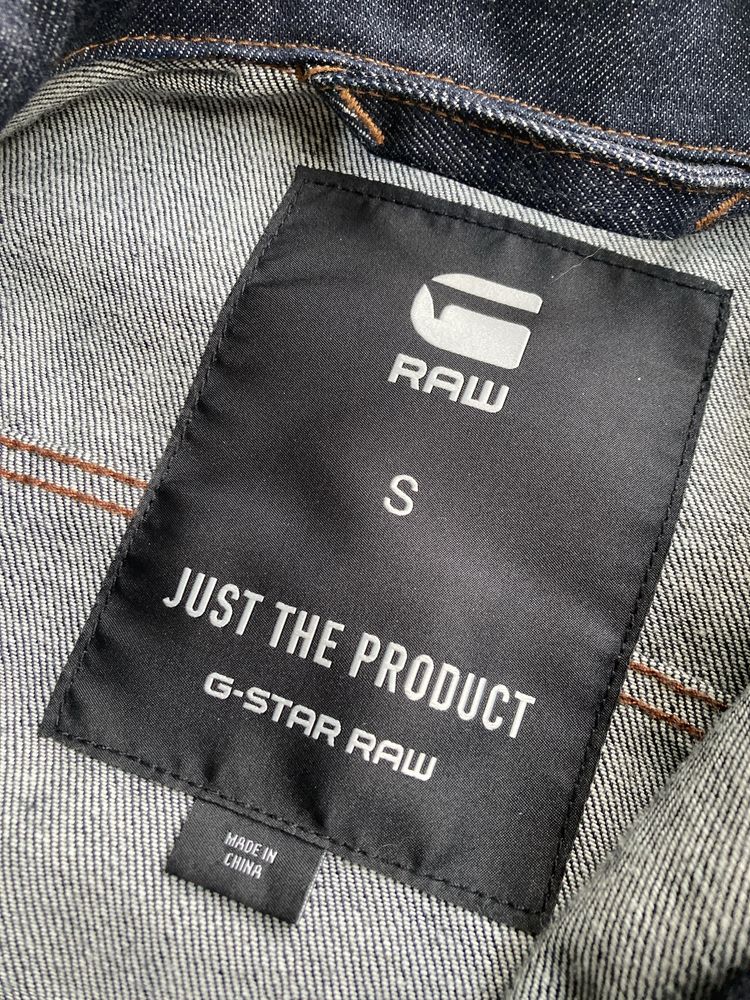 G
RAW
S
JUST THE PRODUCT
G-STAR RAW
MADE IN
CHINA